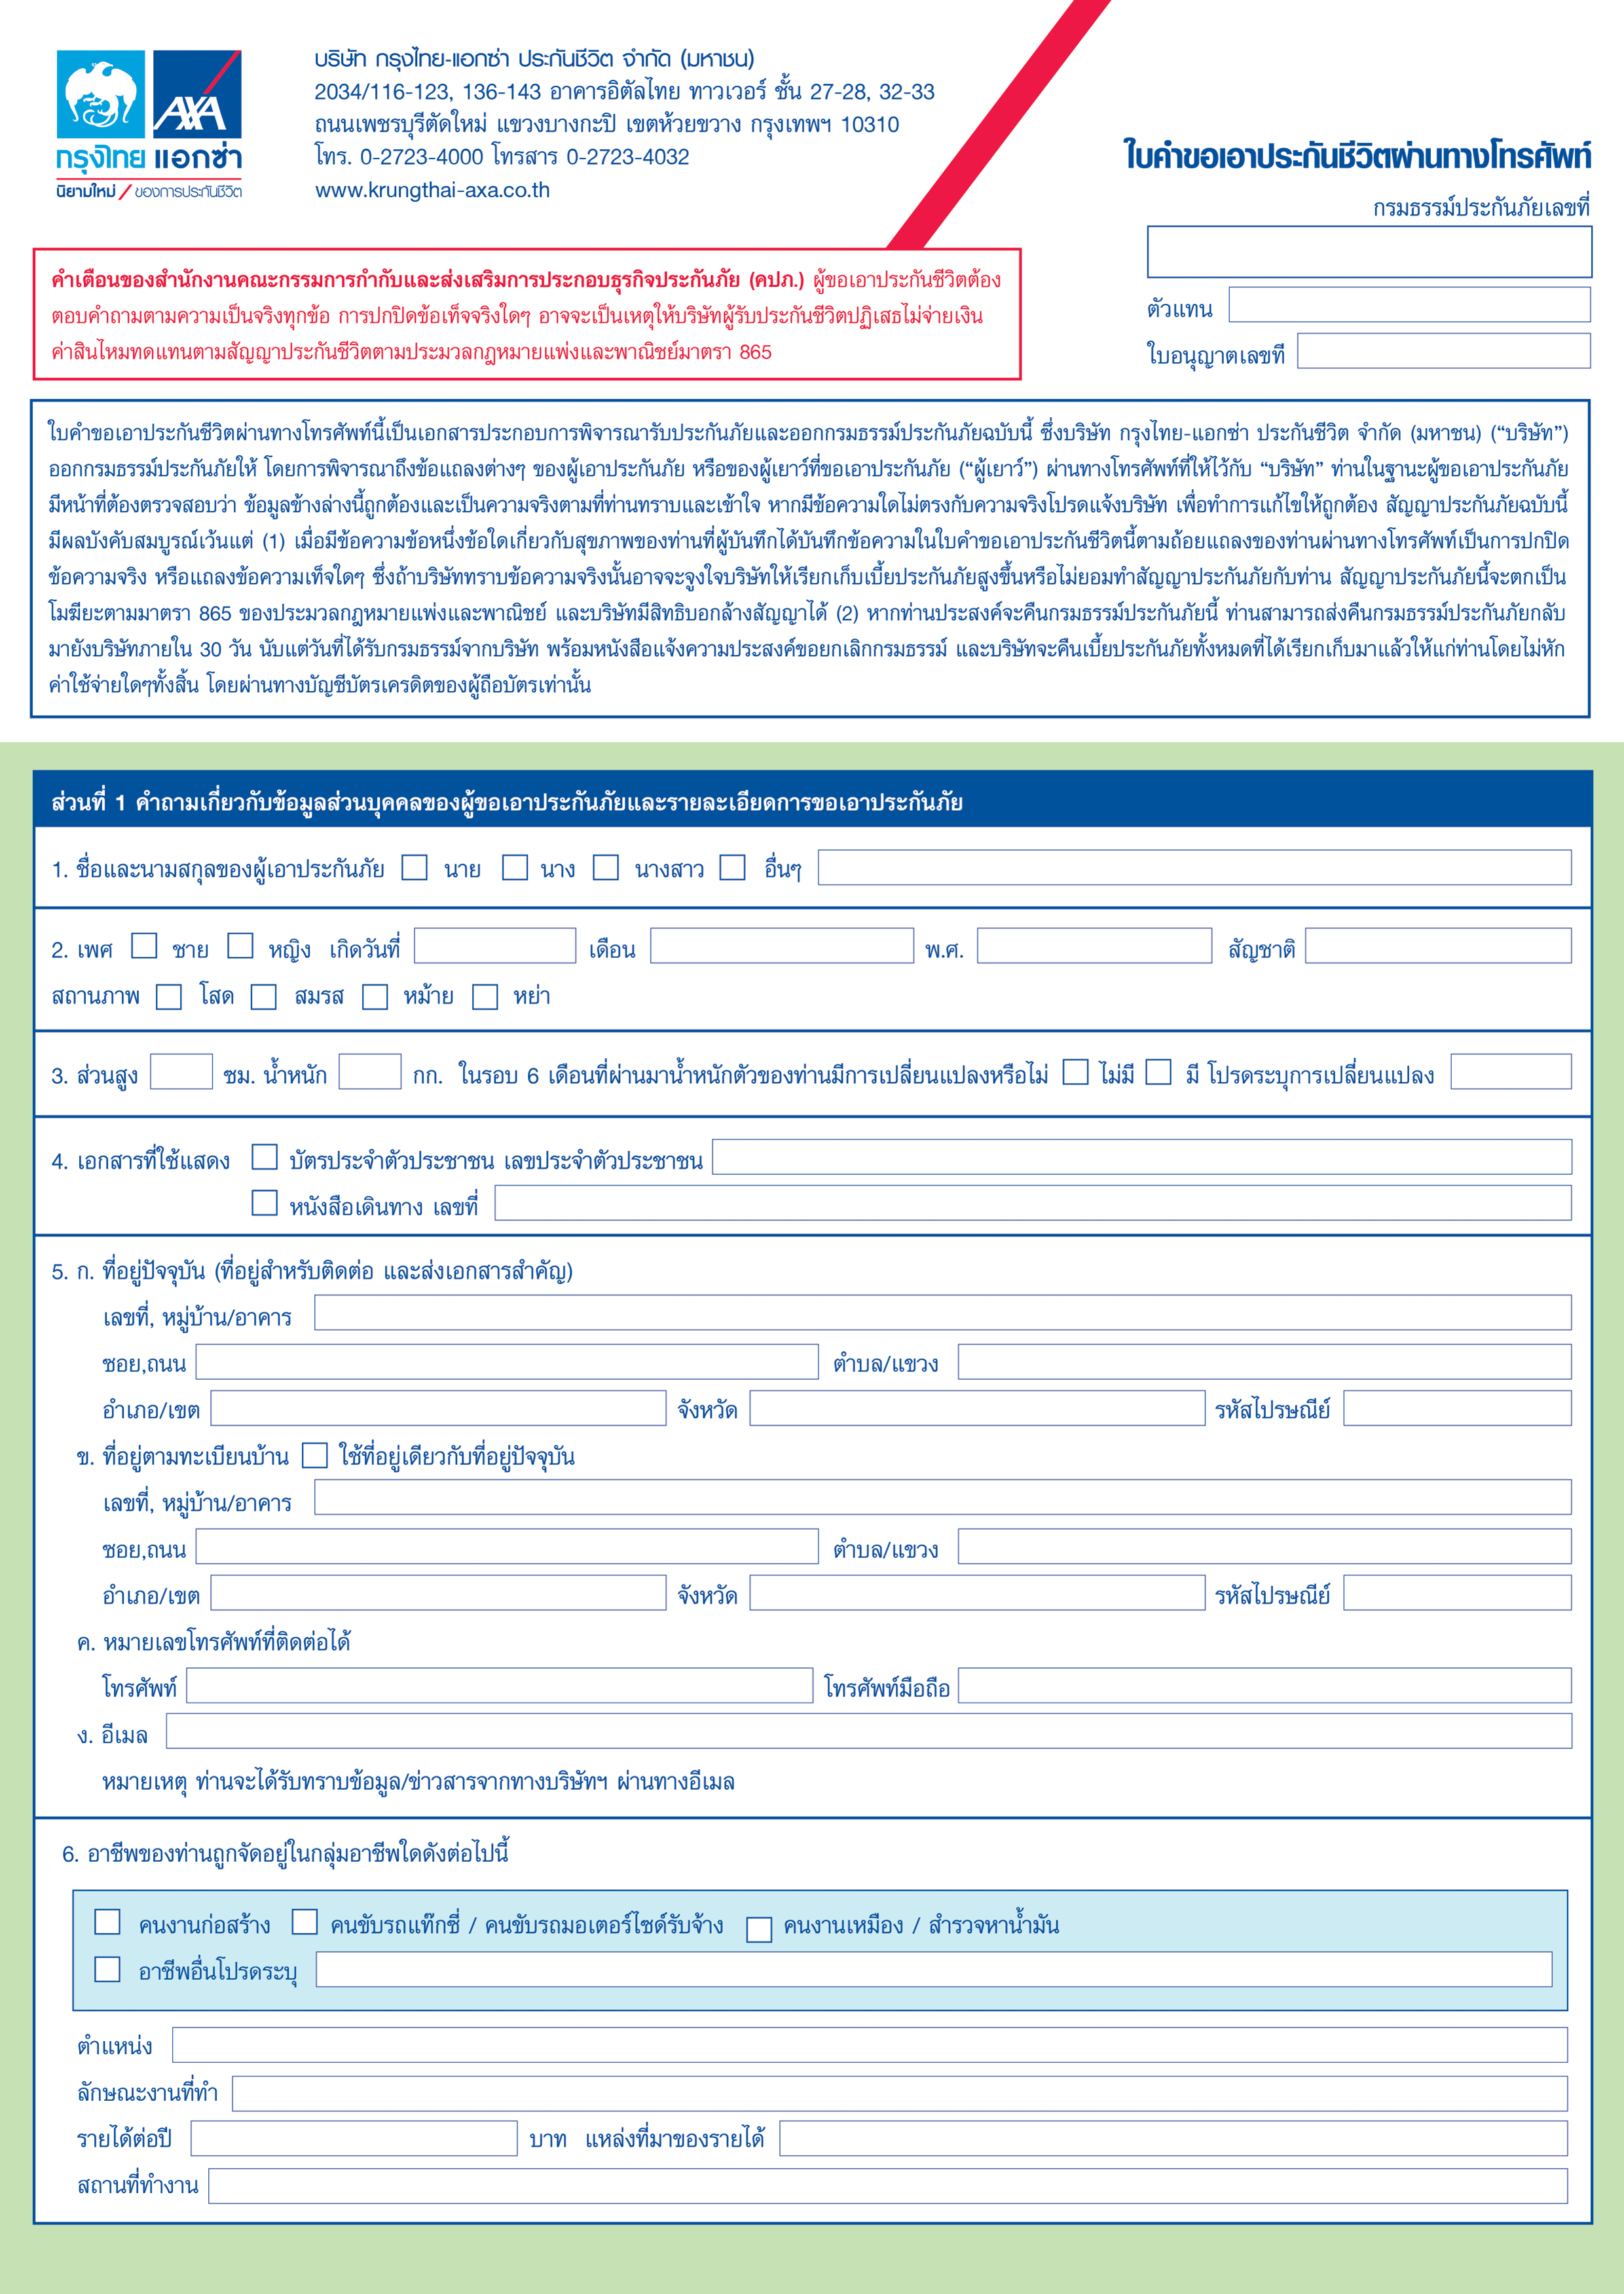 กรุงไทย แอกซ่า
นิยามใหม่ / ของการประกันชีวิต
AXA
บริษัท กรุงไทย-แอกซ่า ประกันชีวิต จำกัด (มหาชน)
2034/116-123, 136-143 อาคารอิตัลไทย ทาวเวอร์ ชั้น 27-28, 32-33
ถนนเพชรบุรีตัดใหม่ แขวงบางกะปิ เขตห้วยขวาง กรุงเทพฯ 10310
โทร. 0-2723-4000 โทรสาร 0-2723-4032
www.krungthai-axa.co.th
ใบคำขอเอาประกันชีวิตผ่านทางโทรศัพท์
กรมธรรม์ประกันภัยเลขที่
ตัวแทน
ใบอนุญาตเลขที่
คำเตือนของสำนักงานคณะกรรมการกำกับและส่งเสริมการประกอบธุรกิจประกันภัย (คปภ.) ผู้ขอเอาประกันชีวิตต้อง
ตอบคำถามตามความเป็นจริงทุกข้อ การปกปิดข้อเท็จจริงใดๆ อาจจะเป็นเหตุให้บริษัทผู้รับประกันชีวิตปฏิเสธไม่จ่ายเงิน
ค่าสินไหมทดแทนตามสัญญาประกันชีวิตตามประมวลกฎหมายแพ่งและพาณิชย์มาตรา 865
ใบคำขอเอาประกันชีวิตผ่านทางโทรศัพท์นี้เป็นเอกสารประกอบการพิจารณารับประกันภัยและออกกรมธรรม์ประกันภัยฉบับนี้ ซึ่งบริษัท กรุงไทย-แอกซ่า ประกันชีวิต จำกัด (มหาชน) (“บริษัท”)
ออกกรมธรรม์ประกันภัยให้ โดยการพิจารณาถึงข้อแถลงต่างๆ ของผู้เอาประกันภัย หรือของผู้เยาว์ที่ขอเอาประกันภัย (“ผู้เยาว์”) ผ่านทางโทรศัพท์ที่ให้ไว้กับ “บริษัท” ท่านในฐานะผู้ขอเอาประกันภัย
มีหน้าที่ต้องตรวจสอบว่า ข้อมูลข้างล่างนี้ถูกต้องและเป็นความจริงตามที่ท่านทราบและเข้าใจ หากมีข้อความใดไม่ตรงกับความจริงโปรดแจ้งบริษัท เพื่อทำการแก้ไขให้ถูกต้อง สัญญาประกันภัยฉบับนี้
มีผลบังคับสมบูรณ์เว้นแต่ (1) เมื่อมีข้อความข้อหนึ่งข้อใดเกี่ยวกับสุขภาพของท่านที่ผู้บันทึกได้บันทึกข้อความในใบคำขอเอาประกันชีวิตนี้ตามถ้อยแถลงของท่านผ่านทางโทรศัพท์เป็นการปกปิด
ข้อความจริง หรือแถลงข้อความเท็จใดๆ ซึ่งถ้าบริษัททราบข้อความจริงนั้นอาจจะจูงใจบริษัทให้เรียกเก็บเบี้ยประกันภัยสูงขึ้นหรือไม่ยอมทำสัญญาประกันภัยกับท่าน สัญญาประกันภัยนี้จะตกเป็น
โมฆียะตามมาตรา 865 ของประมวลกฎหมายแพ่งและพาณิชย์ และบริษัทมีสิทธิบอกล้างสัญญาได้ (2) หากท่านประสงค์จะคืนกรมธรรม์ประกันภัยนี้ ท่านสามารถส่งคืนกรมธรรม์ประกันภัยกลับ
มายังบริษัทภายใน 30 วัน นับแต่วันที่ได้รับกรมธรรม์จากบริษัท พร้อมหนังสือแจ้งความประสงค์ขอยกเลิกกรมธรรม์ และบริษัทจะคืนเบี้ยประกันภัยทั้งหมดที่ได้เรียกเก็บมาแล้วให้แก่ท่านโดยไม่หัก
ค่าใช้จ่ายใดๆทั้งสิ้น โดยผ่านทางบัญชีบัตรเครดิตของผู้ถือบัตรเท่านั้น
ส่วนที่ 1 คำถามเกี่ยวกับข้อมูลส่วนบุคคลของผู้ขอเอาประกันภัยและรายละเอียดการขอเอาประกันภัย
1. ชื่อและนามสกุลของผู้เอาประกันภัย นาย นาง นางสาว อื่นๆ
2. เพศ ชาย หญิง เกิดวันที่ เดือน พ.ศ. สัญชาติ
สถานภาพ โสด สมรส หม้าย หย่า
3. ส่วนสูง ซม. น้ำหนัก กก. ในรอบ 6 เดือนที่ผ่านมาน้ำหนักตัวของท่านมีการเปลี่ยนแปลงหรือไม่ ไม่มี มี โปรดระบุการเปลี่ยนแปลง
4. เอกสารที่ใช้แสดง บัตรประจำตัวประชาชน เลขประจำตัวประชาชน
หนังสือเดินทาง เลขที่
5. ก. ที่อยู่ปัจจุบัน (ที่อยู่สำหรับติดต่อ และส่งเอกสารสำคัญ)
เลขที่, หมู่บ้าน/อาคาร
ซอย,ถนน ตำบล/แขวง
อำเภอ/เขต จังหวัด รหัสไปรษณีย์
ข. ที่อยู่ตามทะเบียนบ้าน ใช้ที่อยู่เดียวกับที่อยู่ปัจจุบัน
เลขที่, หมู่บ้าน/อาคาร
ซอย,ถนน ตำบล/แขวง
อำเภอ/เขต จังหวัด รหัสไปรษณีย์
ค. หมายเลขโทรศัพท์ที่ติดต่อได้
โทรศัพท์ โทรศัพท์มือถือ
ง. อีเมล
หมายเหตุ ท่านจะได้รับทราบข้อมูล/ข่าวสารจากทางบริษัทฯ ผ่านทางอีเมล
6. อาชีพของท่านถูกจัดอยู่ในกลุ่มอาชีพใดดังต่อไปนี้
คนงานก่อสร้าง คนขับรถแท๊กซี่ / คนขับรถมอเตอร์ไซด์รับจ้าง คนงานเหมือง / สำรวจหาน้ำมัน
อาชีพอื่นโปรดระบุ
ตำแหน่ง
ลักษณะงานที่ทำ
รายได้ต่อปี บาท แหล่งที่มาของรายได้
สถานที่ทำงาน